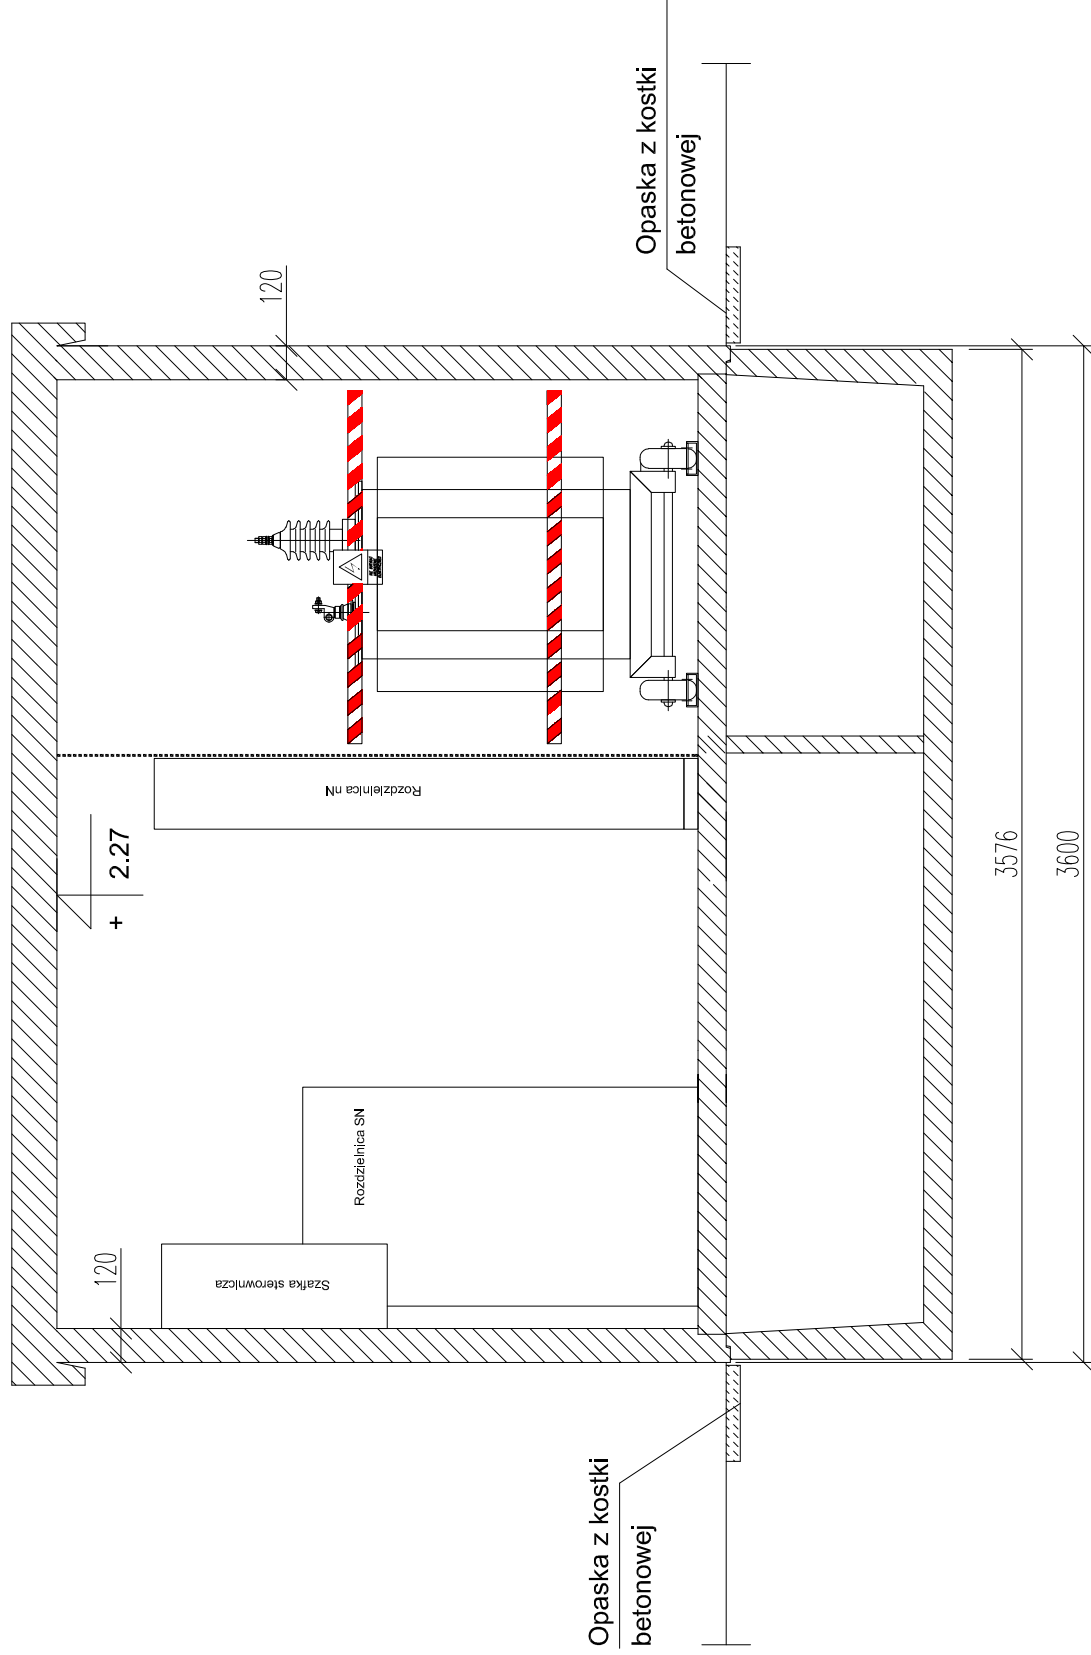 Opaska z kostki
betonowej
120
+ 2.27
Rozdzielnica nN
Rozdzielnica SN
Szafka sterownicza
120
3576
3600
Opaska z kostki
betonowej